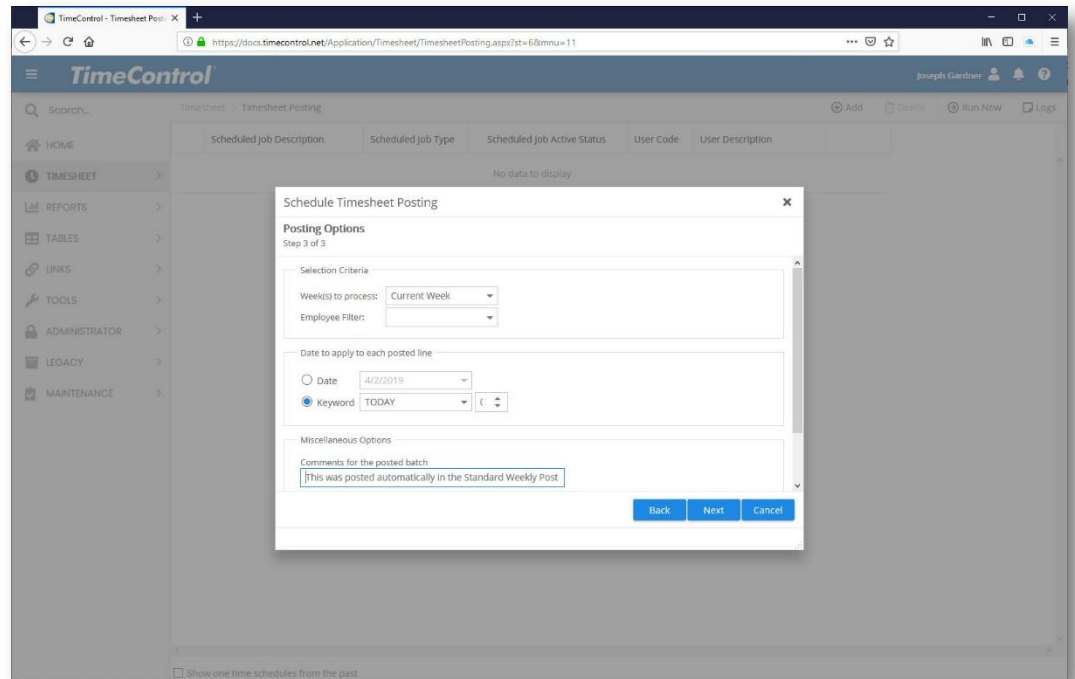 TimeControl - Timesheet Posti
https://docs.timecontrol.net/Application/Timesheet/TimesheetPosting.aspx?st=6&mnu=11
TimeControl
Joseph Gardner
Search...
Timesheet > Timesheet Posting
Add Delete Run Now Logs
Scheduled Job Description Scheduled Job Type Scheduled Job Active Status User Code User Description
No data to display
HOME
TIMESHEET
REPORTS
TABLES
LINKS
TOOLS
ADMINISTRATOR
LEGACY
MAINTENANCE
Schedule Timesheet Posting
Posting Options
Step 3 of 3
Selection Criteria
Week(s) to process: Current Week
Employee Filter:
Date to apply to each posted line
Date 4/2/2019
Keyword TODAY
Miscellaneous Options
Comments for the posted batch
This was posted automatically in the Standard Weekly Post
Back Next Cancel
Show one time schedules from the past